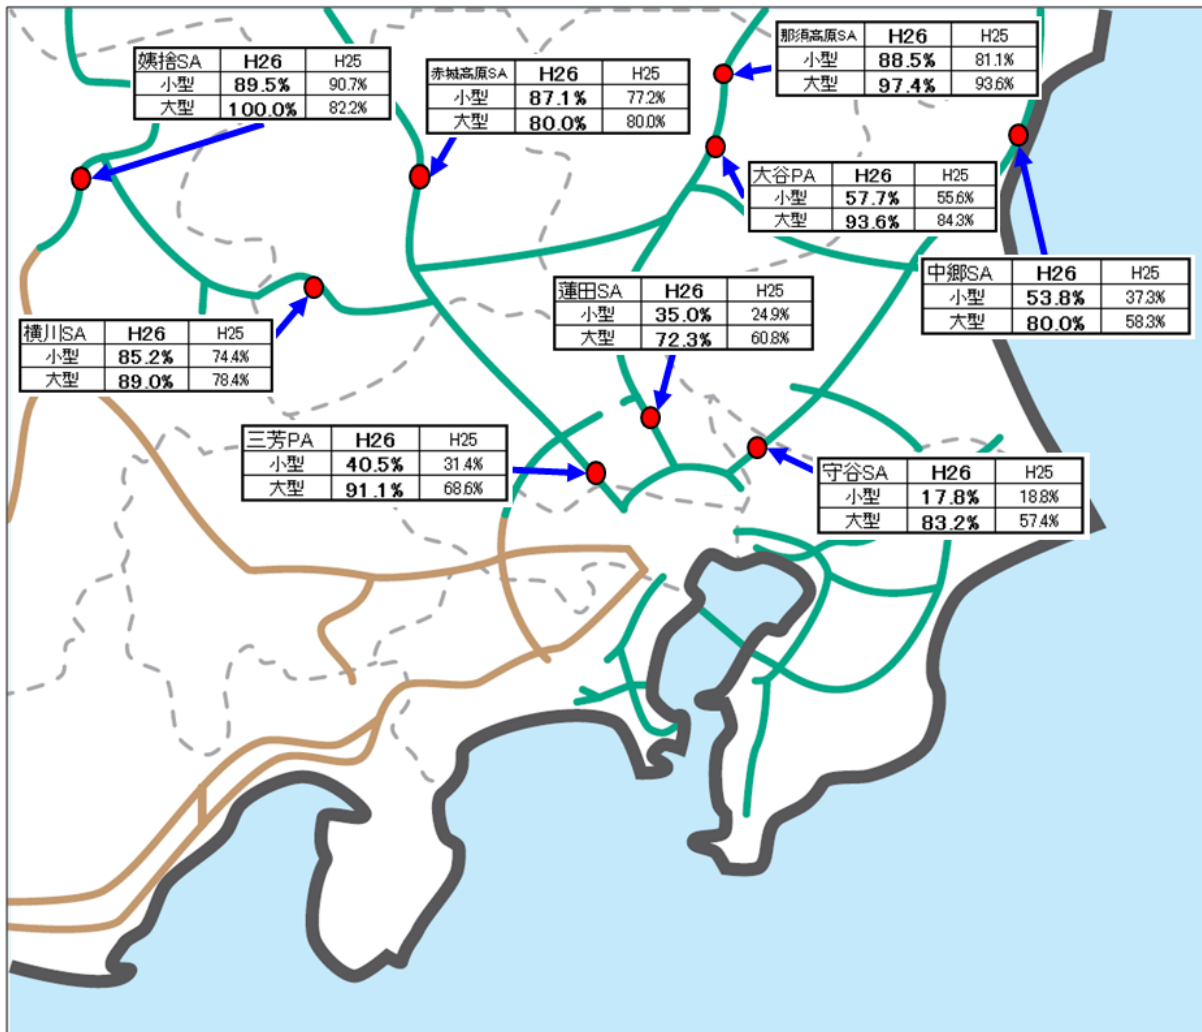 姨捨SA H26 H25
小型 89.5% 90.7%
大型 100.0% 82.2%
赤城高原SA H26 H25
小型 87.1% 77.2%
大型 80.0% 80.0%
那須高原SA H26 H25
小型 88.5% 81.1%
大型 97.4% 93.6%
大谷PA H26 H25
小型 57.7% 55.6%
大型 93.6% 84.3%
中郷SA H26 H25
小型 53.8% 37.3%
大型 80.0% 58.3%
蓮田SA H26 H25
小型 35.0% 24.9%
大型 72.3% 60.8%
横川SA H26 H25
小型 85.2% 74.4%
大型 89.0% 78.4%
三芳PA H26 H25
小型 40.5% 31.4%
大型 91.1% 68.6%
守谷SA H26 H25
小型 17.8% 18.8%
大型 83.2% 57.4%